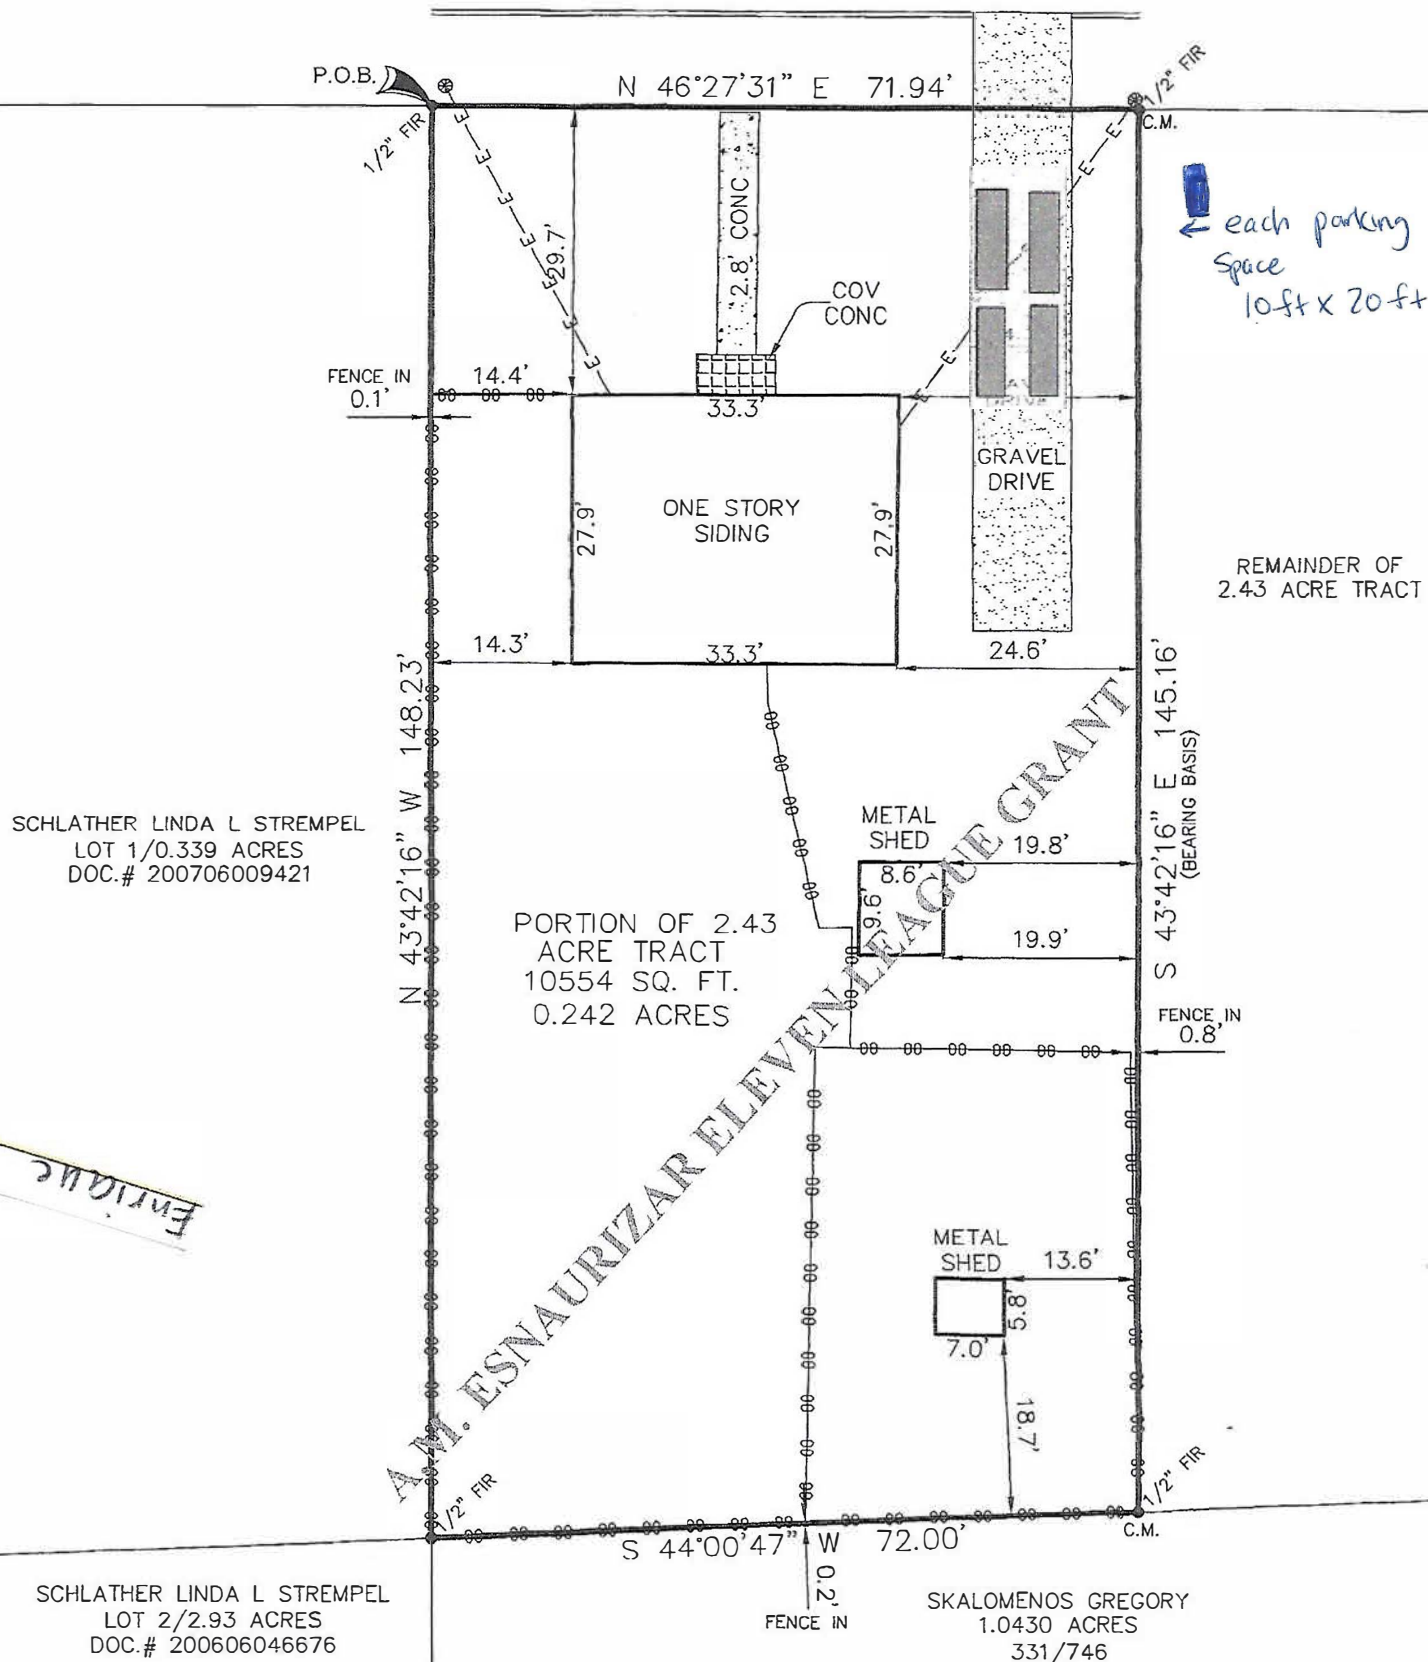 P.O.B.
N 46°27'31" E 71.94'
1/2" FIR
1/2" FIR
C.M.
each parking
Space
10ft x 20ft
29.7'
2.8' CONC
COV
CONC
FENCE IN
0.1'
14.4'
33.3'
GRAVEL
DRIVE
ONE STORY
SIDING
27.9'
27.9'
REMAINDER OF
2.43 ACRE TRACT
14.3'
33.3'
24.6'
N 43°42'16" W 148.23'
S 43°42'16" E 145.16'
(BEARING BASIS)
SCHLATHER LINDA L STREMPEL
LOT 1/0.339 ACRES
DOC.# 200706009421
METAL
SHED
19.8'
8.6'
9.6'
19.9'
PORTION OF 2.43
ACRE TRACT
10554 SQ. FT.
0.242 ACRES
A.M. ESNAURIZAR ELEVEN LEAGUE GRANT
FENCE IN
0.8'
Enrique
METAL
SHED
13.6'
5.8'
7.0'
18.7'
1/2" FIR
1/2" FIR
C.M.
S 44°00'47" W 72.00'
0.2'
FENCE IN
SCHLATHER LINDA L STREMPEL
LOT 2/2.93 ACRES
DOC.# 200606046676
SKALOMENOS GREGORY
1.0430 ACRES
331/746